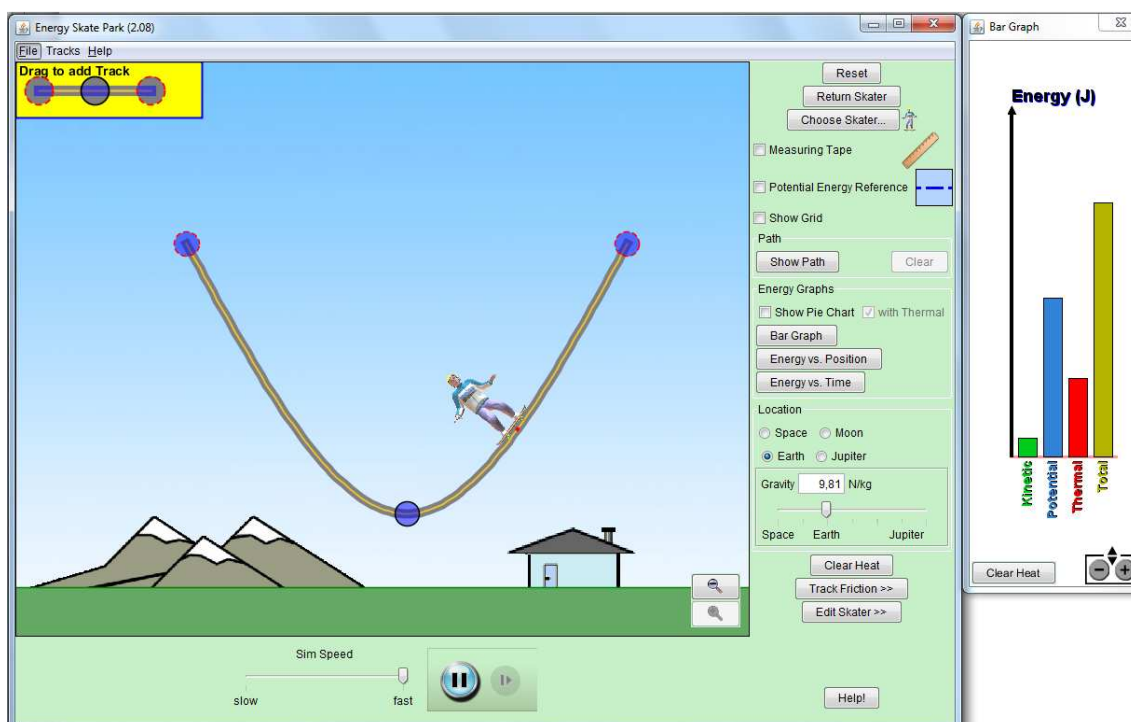 Energy Skate Park (2.08)
File Tracks Help
Drag to add Track
Reset
Return Skater
Choose Skater...
Measuring Tape
Potential Energy Reference
Show Grid
Path
Show Path
Clear
Energy Graphs
Show Pie Chart
with Thermal
Bar Graph
Energy vs. Position
Energy vs. Time
Location
Space
Moon
Earth
Jupiter
Gravity 9,81 N/kg
Space Earth Jupiter
Clear Heat
Track Friction >>
Edit Skater >>
Help!
Sim Speed
slow
fast
Bar Graph
Energy (J)
Kinetic
Potential
Thermal
Total
Clear Heat